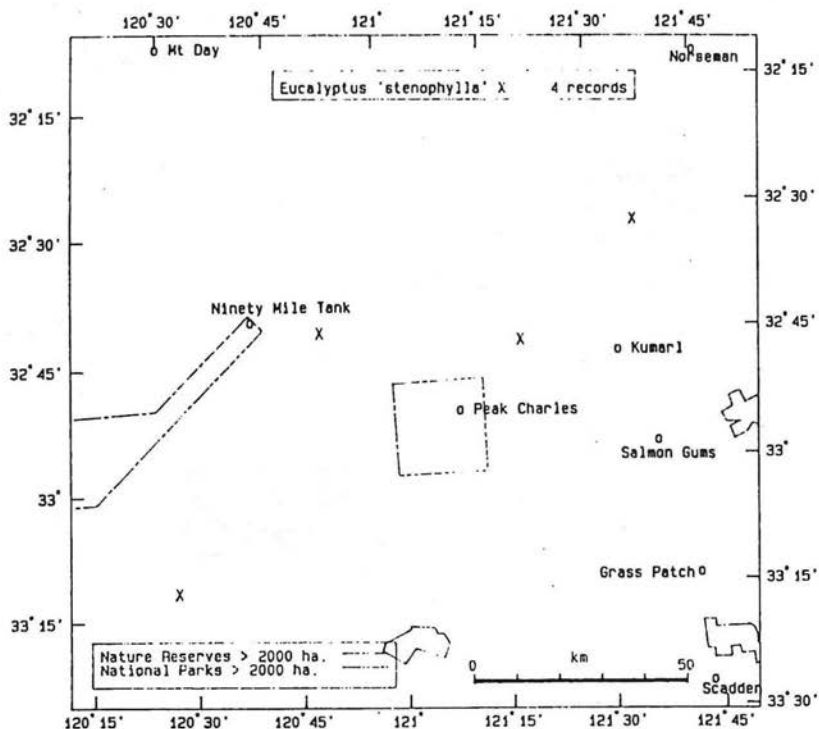 120° 30' 120° 45' 121° 121° 15' 121° 30' 121° 45'
Mt Day
Norseman
32° 15'
Eucalyptus 'stenophylla' X 4 records
32° 15'
32° 30'
32° 30'
Ninety Mile Tank
X
X
X
32° 45'
Kumarl
32° 45'
Peak Charles
33°
Salmon Gums
33°
Grass Patch
33° 15'
X
33° 15'
Nature Reserves > 2000 ha.
National Parks > 2000 ha.
0 km 50
Scadden
33° 30'
120° 15' 120° 30' 120° 45' 121° 121° 15' 121° 30' 121° 45'